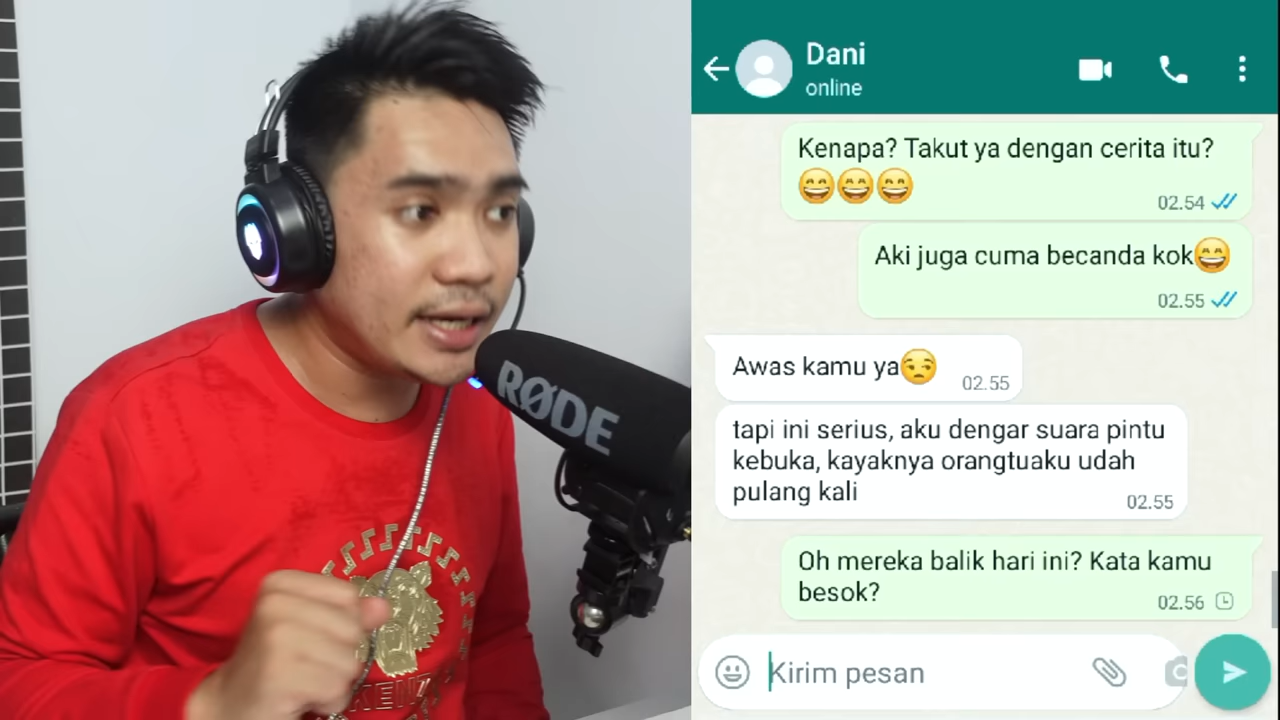 RØDE
KENZ
Dani
online
Kenapa? Takut ya dengan cerita itu?
😄😄😄
02.54
Aki juga cuma becanda kok😄
02.55
Awas kamu ya😒
02.55
tapi ini serius, aku dengar suara pintu
kebuka, kayaknya orangtuaku udah
pulang kali
02.55
Oh mereka balik hari ini? Kata kamu
besok?
02.56
Kirim pesan